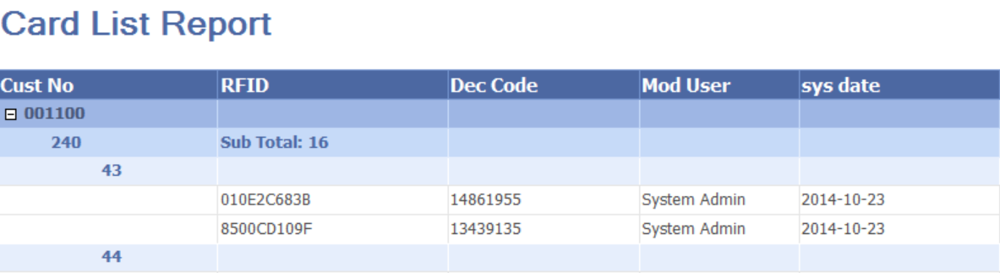 Card List Report
Cust No RFID Dec Code Mod User sys date
001100
240 Sub Total: 16
43
010E2C683B 14861955 System Admin 2014-10-23
8500CD109F 13439135 System Admin 2014-10-23
44